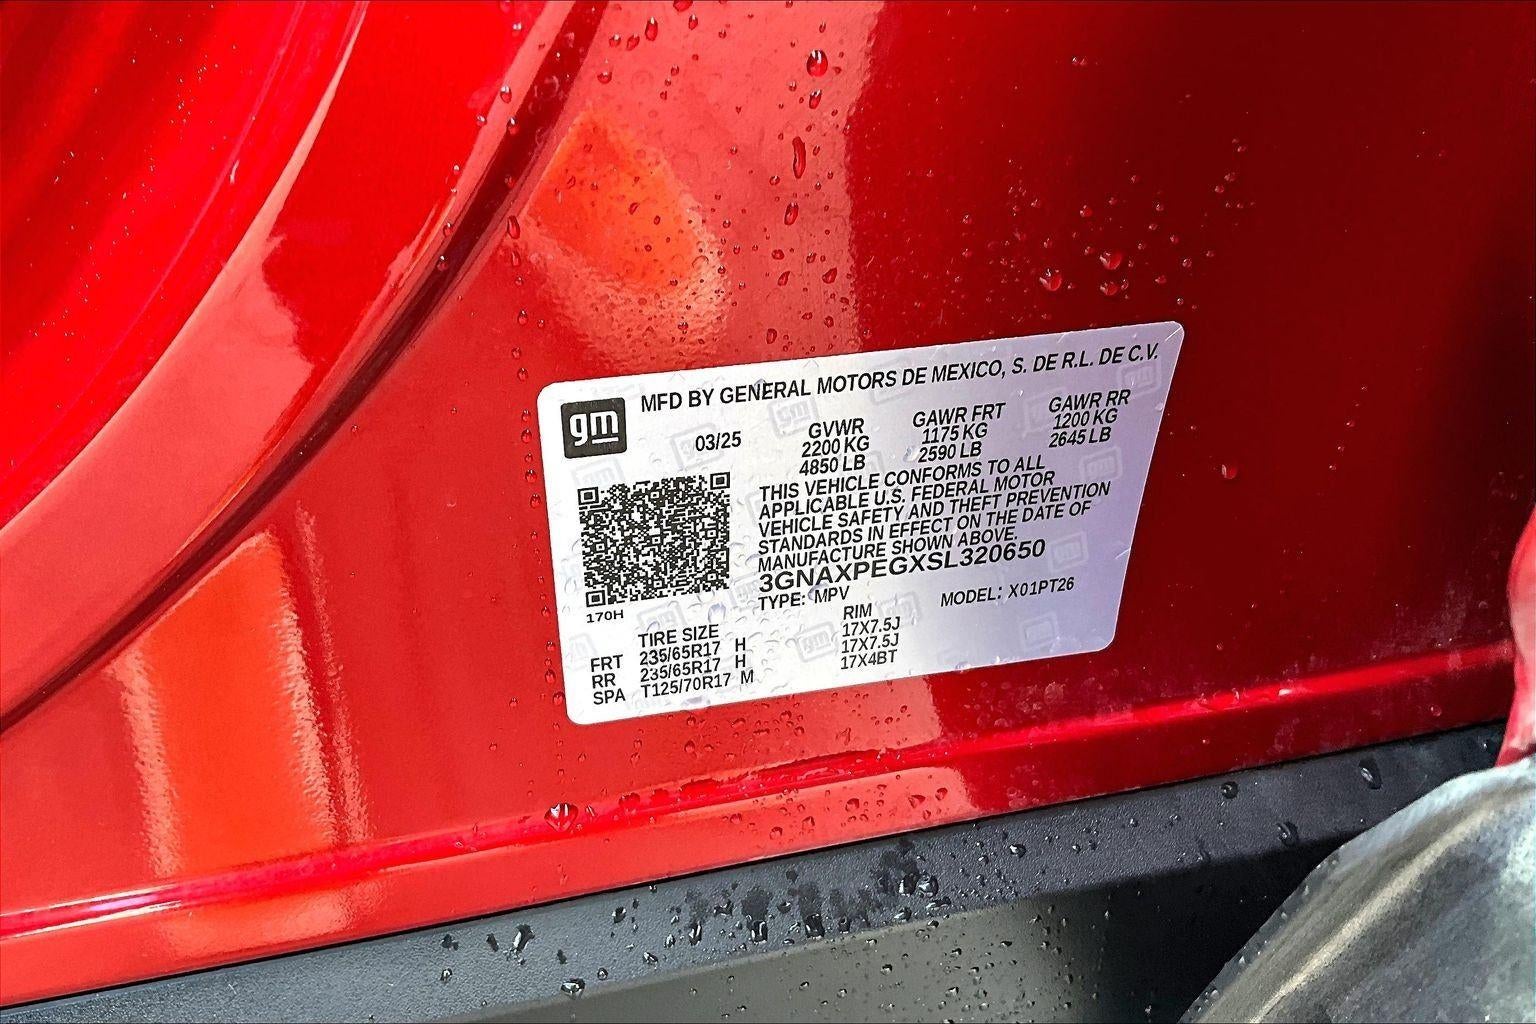 gm
MFD BY GENERAL MOTORS DE MEXICO, S. DE R.L. DE C.V.
03/25
GVWR
2200 KG
4850 LB
GAWR FRT
1175 KG
2590 LB
GAWR RR
1200 KG
2645 LB
THIS VEHICLE CONFORMS TO ALL
APPLICABLE U.S. FEDERAL MOTOR
VEHICLE SAFETY AND THEFT PREVENTION
STANDARDS IN EFFECT ON THE DATE OF
MANUFACTURE SHOWN ABOVE.
3GNAXPEGXSL320650
TYPE: MPV
MODEL: X01PT26
170H
TIRE SIZE RIM
FRT 235/65R17 H 17X7.5J
RR 235/65R17 H 17X7.5J
SPA T125/70R17 M 17X4BT